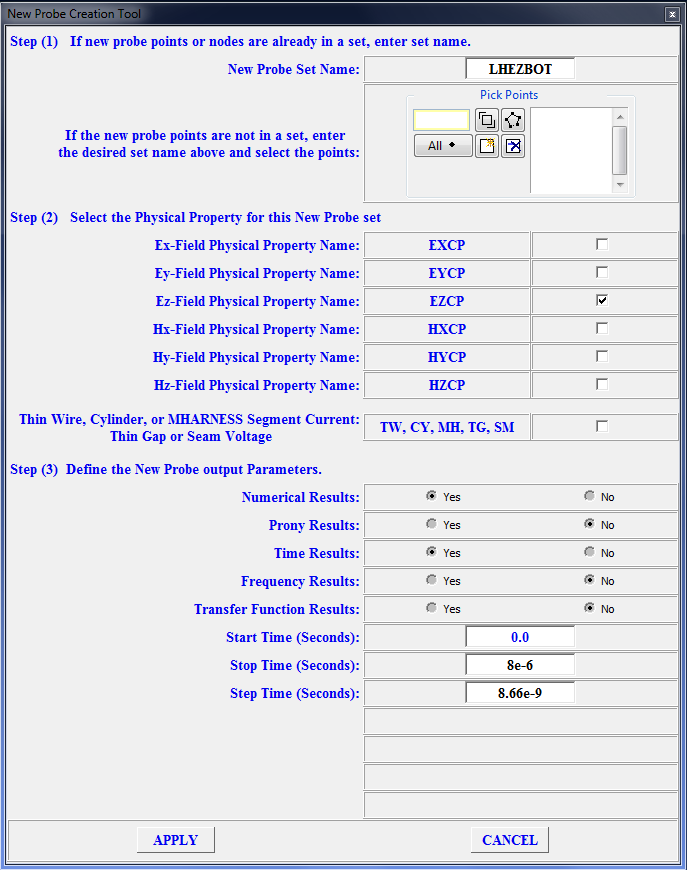 New Probe Creation Tool
Step (1) If new probe points or nodes are already in a set, enter set name.
New Probe Set Name: LHEZBOT
Pick Points
If the new probe points are not in a set, enter
the desired set name above and select the points:
All
Step (2) Select the Physical Property for this New Probe set
Ex-Field Physical Property Name: EXCP
Ey-Field Physical Property Name: EYCP
Ez-Field Physical Property Name: EZCP
Hx-Field Physical Property Name: HXCP
Hy-Field Physical Property Name: HYCP
Hz-Field Physical Property Name: HZCP
Thin Wire, Cylinder, or MHARNESS Segment Current:
Thin Gap or Seam Voltage
TW, CY, MH, TG, SM
Step (3) Define the New Probe output Parameters.
Numerical Results: Yes No
Prony Results: Yes No
Time Results: Yes No
Frequency Results: Yes No
Transfer Function Results: Yes No
Start Time (Seconds): 0.0
Stop Time (Seconds): 8e-6
Step Time (Seconds): 8.66e-9
APPLY CANCEL